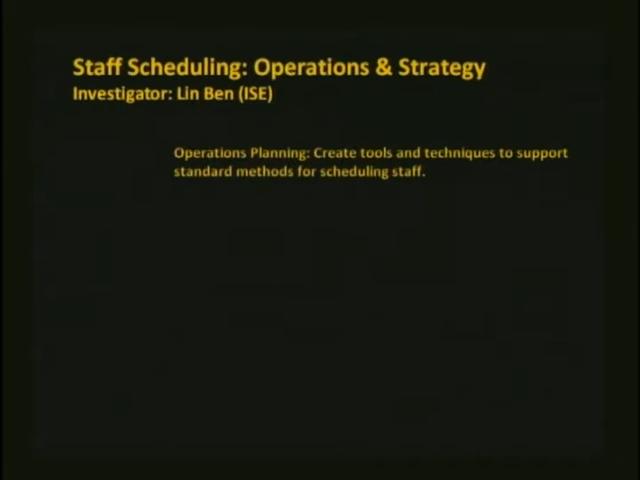 Staff Scheduling: Operations & Strategy
Investigator: Lin Ben (ISE)
Operations Planning: Create tools and techniques to support
standard methods for scheduling staff.